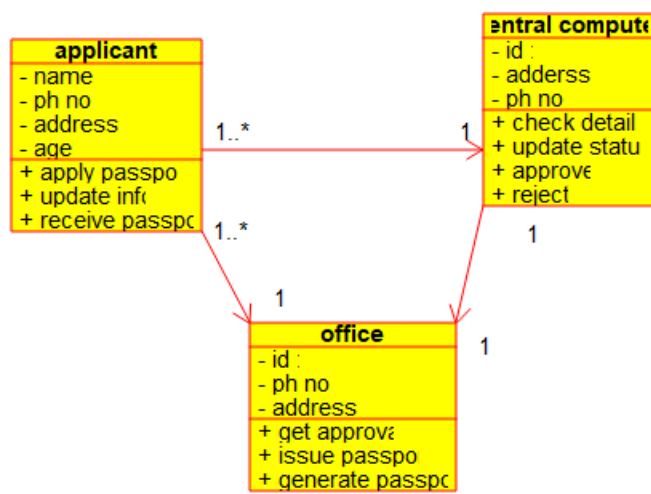 applicant
- name
- ph no
- address
- age
+ apply passpo
+ update info
+ receive passpo
entral compute
- id :
- adderss
- ph no
+ check detail
+ update statu
+ approve
+ reject
1..*
1
1..*
1
1
1
office
- id :
- ph no
- address
+ get approva
+ issue passpo
+ generate passpo